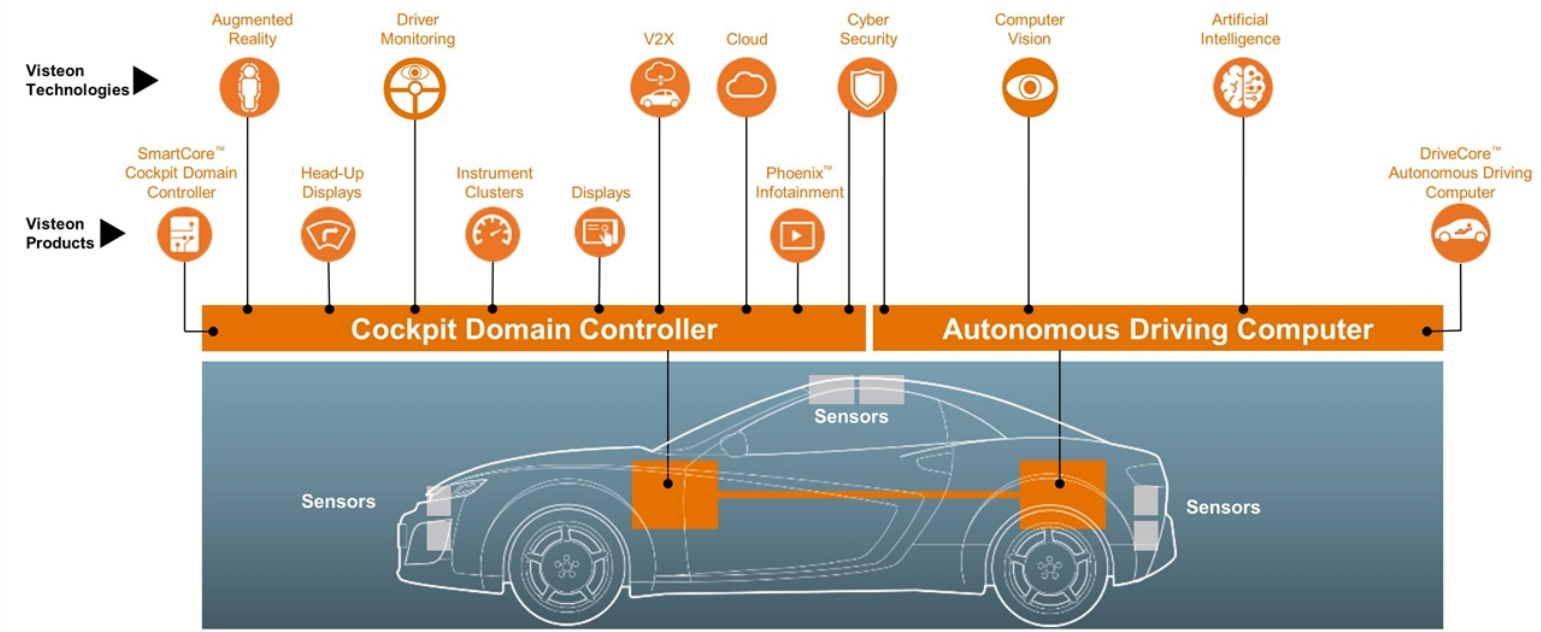 Augmented
Reality
Driver
Monitoring
V2X
Cloud
Cyber
Security
Computer
Vision
Artificial
Intelligence
Visteon
Technologies
SmartCore™
Cockpit Domain
Controller
Head-Up
Displays
Instrument
Clusters
Displays
Phoenix™
Infotainment
DriveCore™
Autonomous Driving
Computer
Visteon
Products
Cockpit Domain Controller
Autonomous Driving Computer
Sensors
Sensors
Sensors